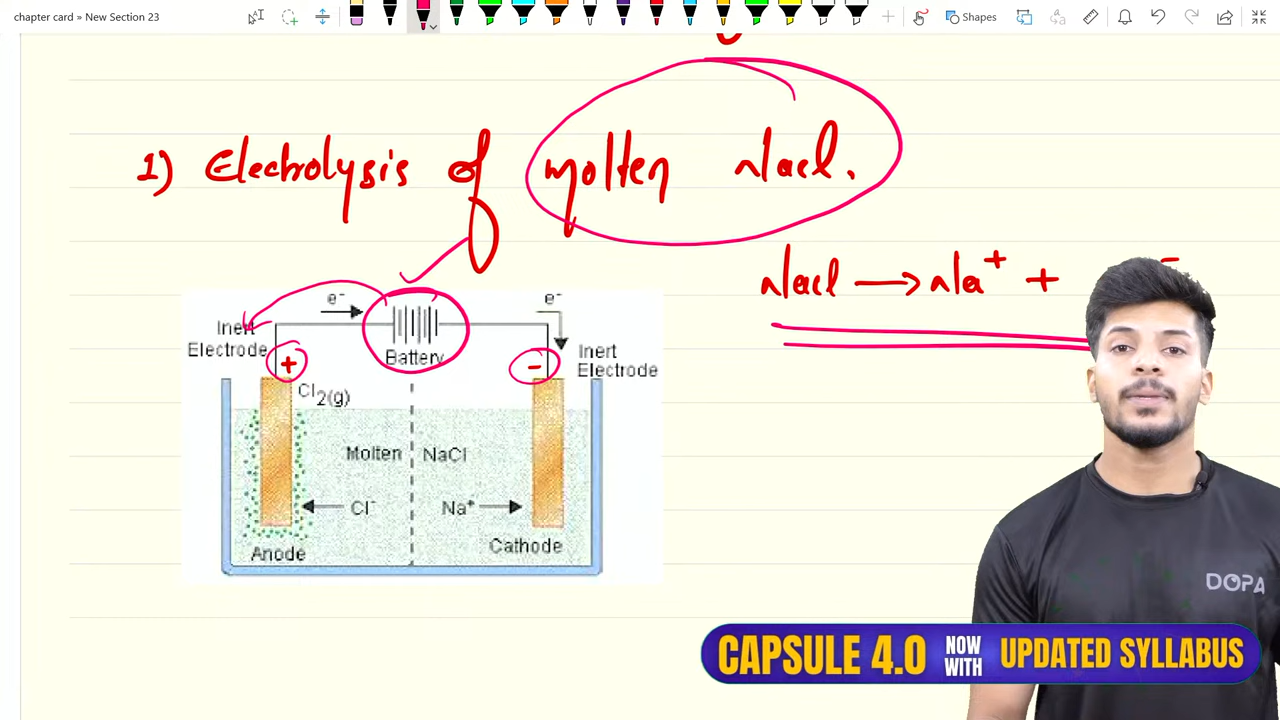 chapter card » New Section 23
Shapes
1) Electrolysis of molten Nacl.
Nacl → Na⁺ +
e⁻
e⁻
Inert
Electrode
Battery
Inert
Electrode
+
-
Cl₂(g)
Molten NaCl
Cl⁻
Na⁺
Anode
Cathode
DOPA
CAPSULE 4.0 NOW WITH UPDATED SYLLABUS